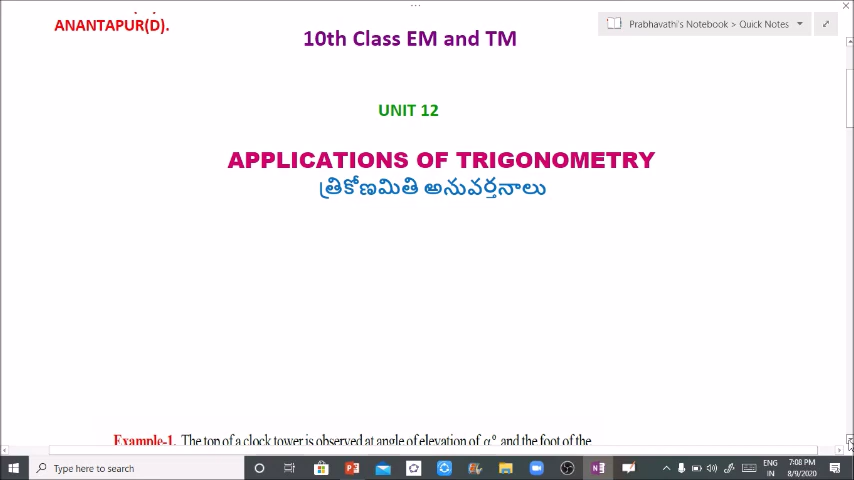 ANANTAPUR(D).
10th Class EM and TM
Prabhavathi's Notebook > Quick Notes
UNIT 12
APPLICATIONS OF TRIGONOMETRY
త్రికోణమితి అనువర్తనాలు
Example-1. The top of a clock tower is observed at angle of elevation of α° and the foot of the
Type here to search
ENG
IN
7:08 PM
8/9/2020